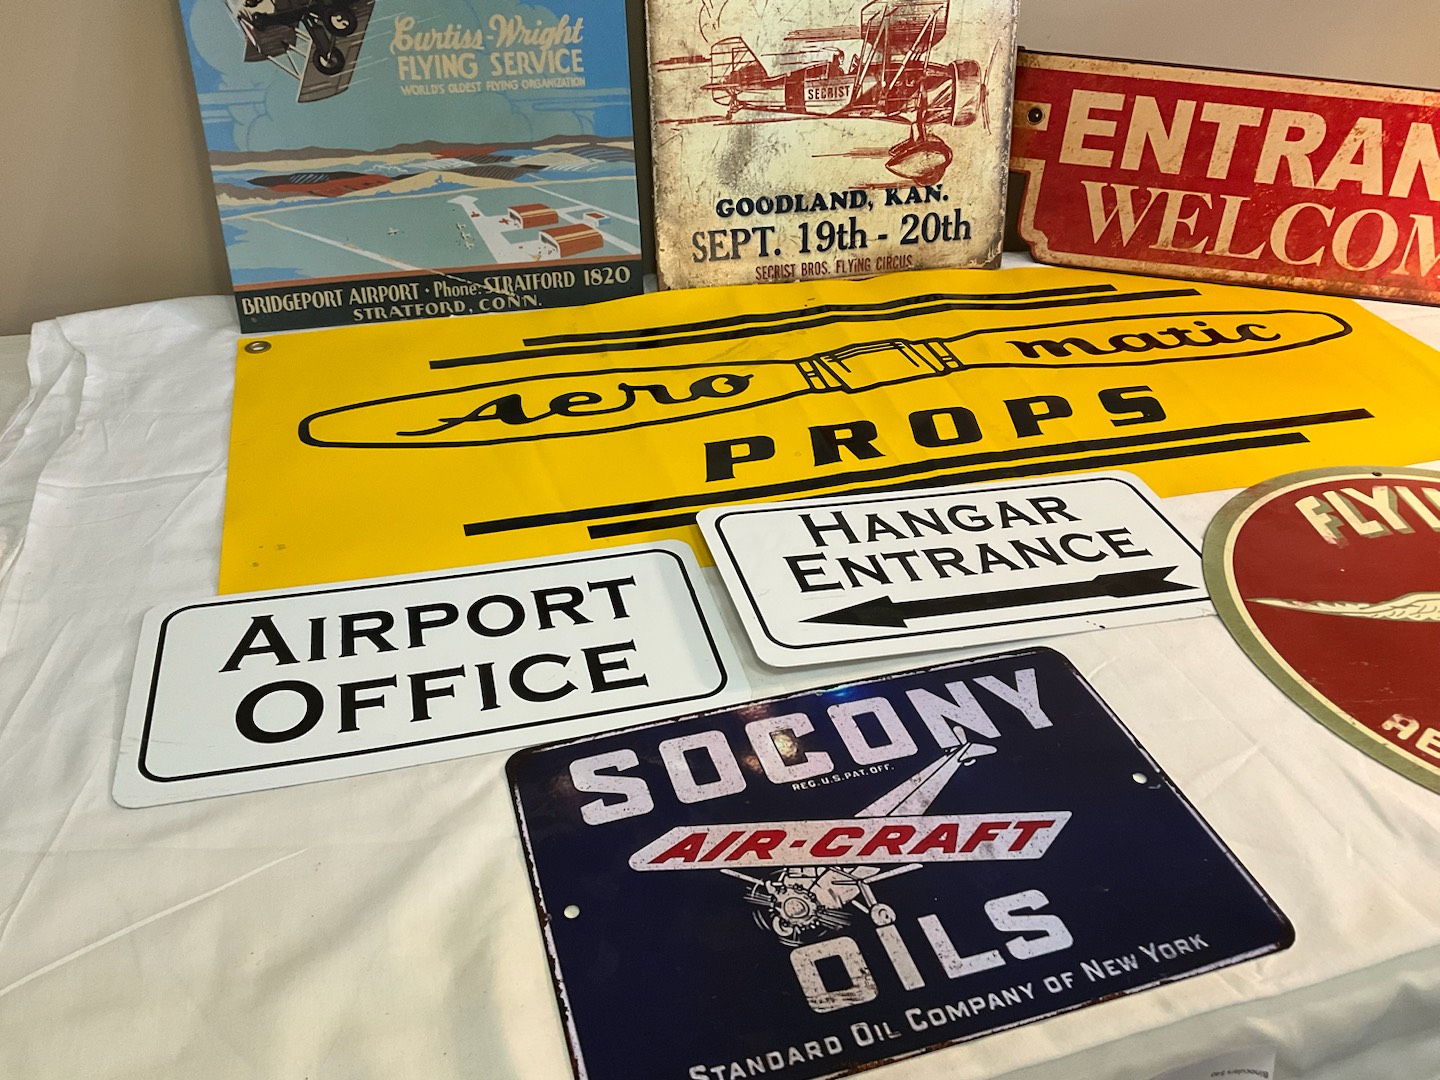 Curtiss-Wright
FLYING SERVICE
WORLD'S OLDEST FLYING ORGANIZATION
BRIDGEPORT AIRPORT · Phone: STRATFORD 1820
STRATFORD, CONN.
SECRIST
GOODLAND, KAN.
SEPT. 19th - 20th
SECRIST BROS. FLYING CIRCUS
ENTRAN
WELCOM
Aero matic
PROPS
HANGAR
ENTRANCE
AIRPORT
OFFICE
FLYI
AE
SOCONY
REG. U.S. PAT. OFF.
AIR-CRAFT
OILS
STANDARD OIL COMPANY OF NEW YORK